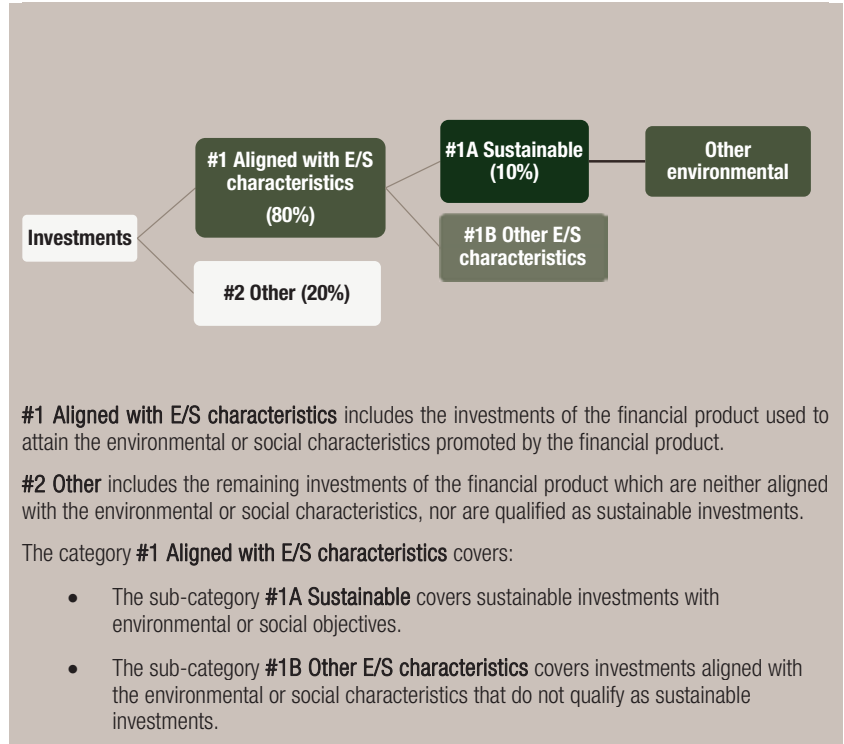 Investments
#1 Aligned with E/S
characteristics
(80%)
#2 Other (20%)
#1A Sustainable
(10%)
#1B Other E/S
characteristics
Other
environmental
#1 Aligned with E/S characteristics includes the investments of the financial product used to
attain the environmental or social characteristics promoted by the financial product.
#2 Other includes the remaining investments of the financial product which are neither aligned
with the environmental or social characteristics, nor are qualified as sustainable investments.
The category #1 Aligned with E/S characteristics covers:
• The sub-category #1A Sustainable covers sustainable investments with
environmental or social objectives.
• The sub-category #1B Other E/S characteristics covers investments aligned with
the environmental or social characteristics that do not qualify as sustainable
investments.